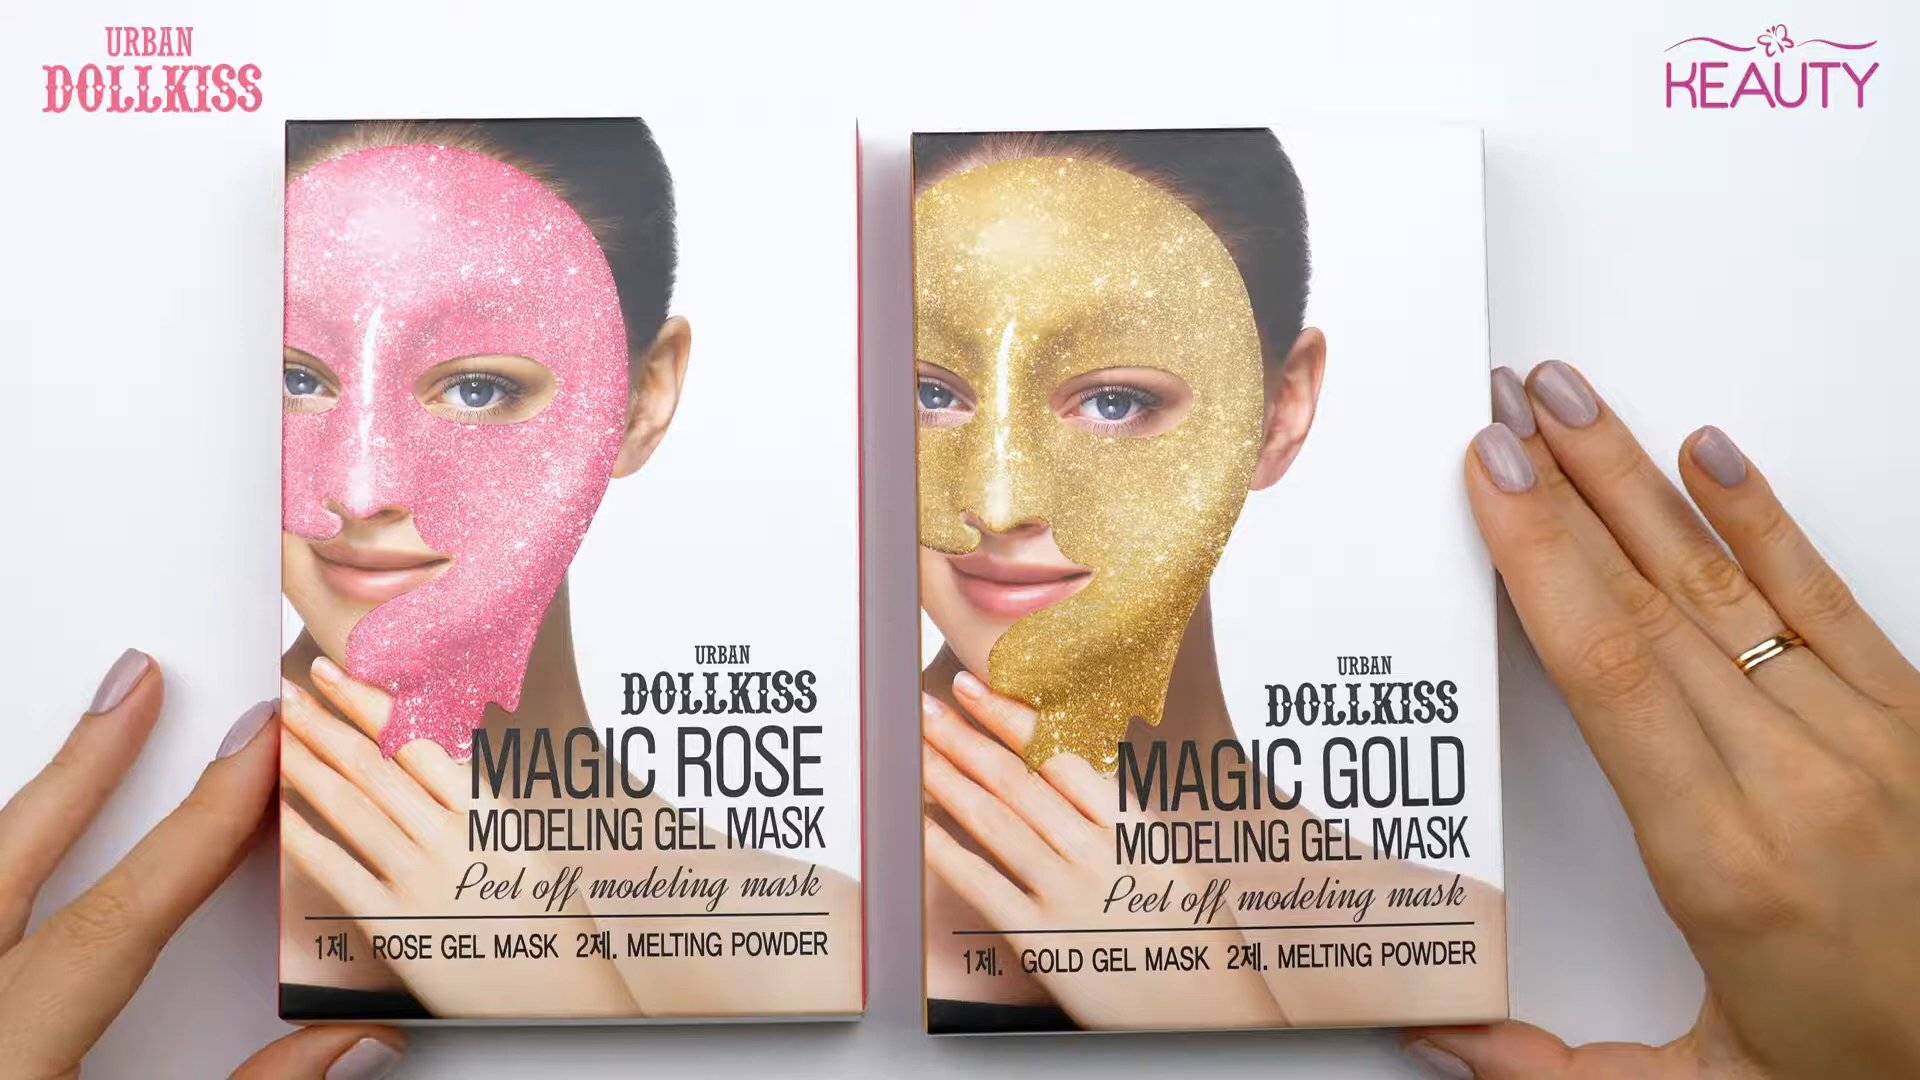 URBAN
DOLLKISS
KEAUTY
URBAN
DOLLKISS
MAGIC ROSE
MODELING GEL MASK
Peel off modeling mask
1제. ROSE GEL MASK 2제. MELTING POWDER
URBAN
DOLLKISS
MAGIC GOLD
MODELING GEL MASK
Peel off modeling mask
1제. GOLD GEL MASK 2제. MELTING POWDER